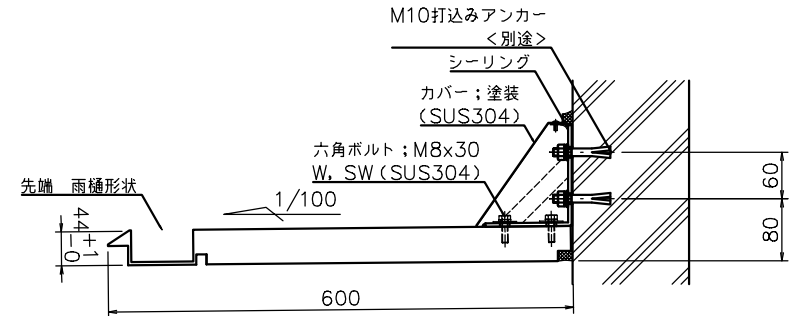 M10打込みアンカー
<別途>
シーリング
カバー；塗装
(SUS304)
六角ボルト；M8x30
W, SW(SUS304)
先端 雨樋形状
1/100
44 +1 -0
60
80
600